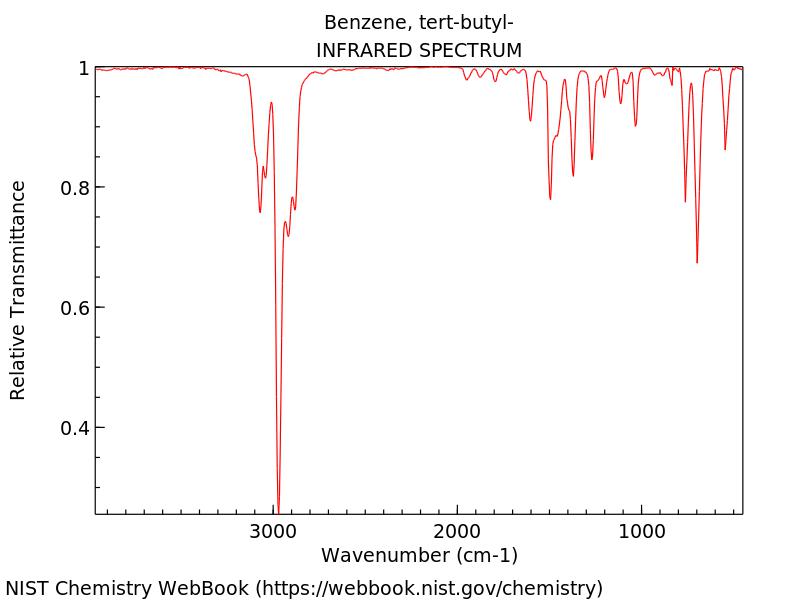 Benzene, tert-butyl-
INFRARED SPECTRUM
1
0.8
0.6
0.4
Relative Transmittance
3000 2000 1000
Wavenumber (cm-1)
NIST Chemistry WebBook (https://webbook.nist.gov/chemistry)